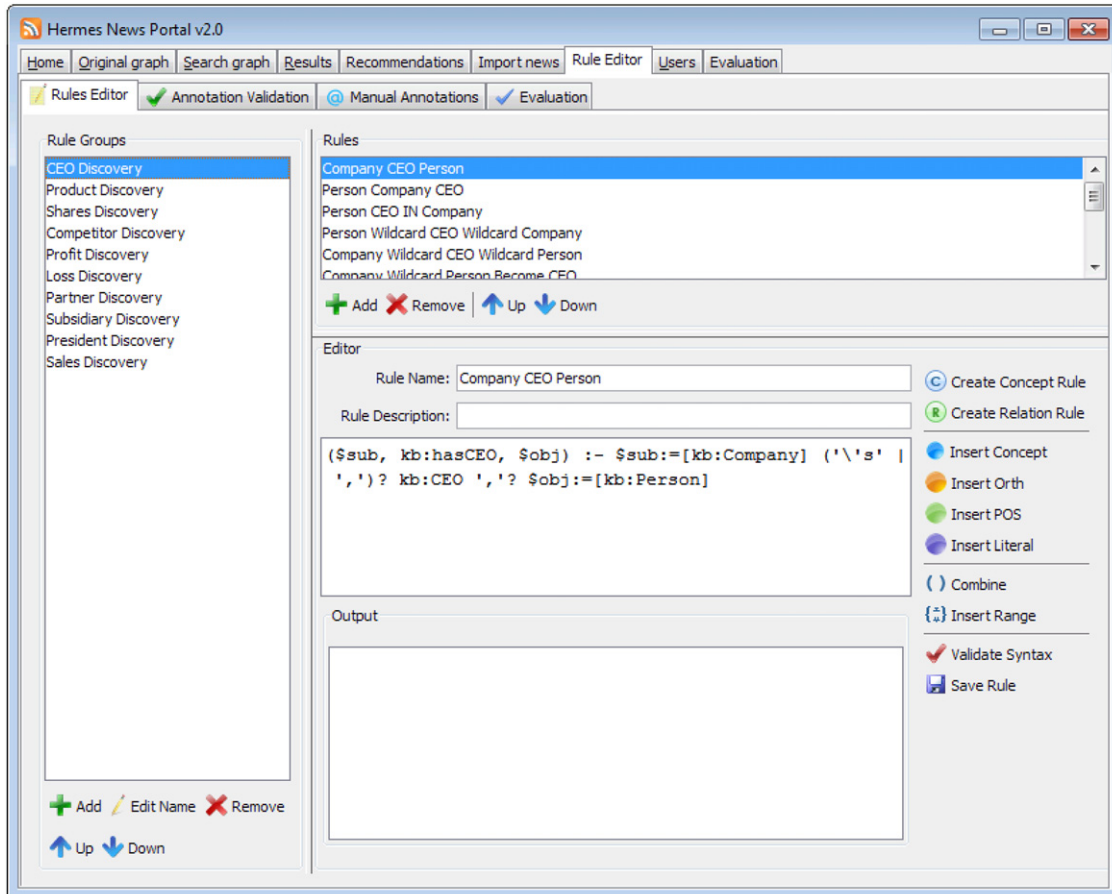 Hermes News Portal v2.0
Home Original graph Search graph Results Recommendations Import news Rule Editor Users Evaluation
Rules Editor Annotation Validation @ Manual Annotations Evaluation
Rule Groups
CEO Discovery
Product Discovery
Shares Discovery
Competitor Discovery
Profit Discovery
Loss Discovery
Partner Discovery
Subsidiary Discovery
President Discovery
Sales Discovery
Add Edit Name Remove
Up Down
Rules
Company CEO Person
Person Company CEO
Person CEO IN Company
Person Wildcard CEO Wildcard Company
Company Wildcard CEO Wildcard Person
Company Wildcard Person Become CEO
Add Remove Up Down
Editor
Rule Name: Company CEO Person
Rule Description:
($sub, kb:hasCEO, $obj) :- $sub:=[kb:Company] ('\'s' |
',')? kb:CEO ','? $obj:=[kb:Person]
Output
C Create Concept Rule
R Create Relation Rule
Insert Concept
Insert Orth
Insert POS
Insert Literal
( ) Combine
Insert Range
Validate Syntax
Save Rule